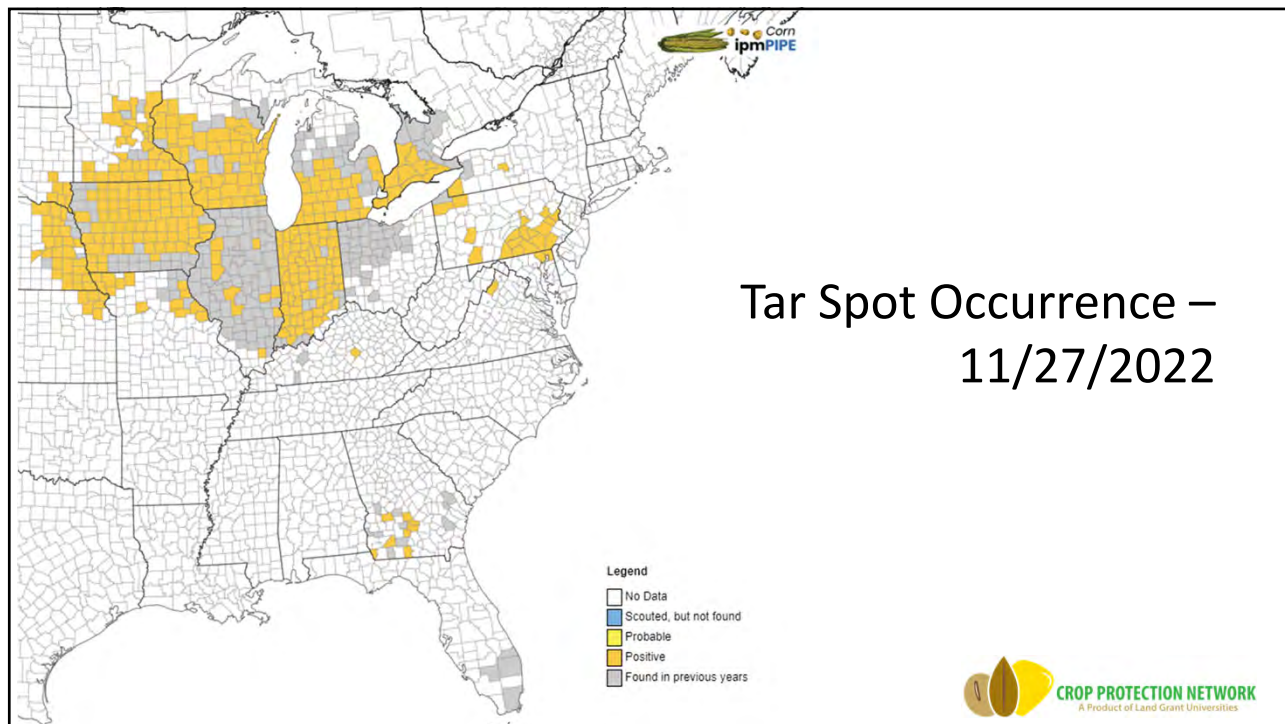 Corn
ipmPIPE
Tar Spot Occurrence –
11/27/2022
Legend
No Data
Scouted, but not found
Probable
Positive
Found in previous years
CROP PROTECTION NETWORK
A Product of Land Grant Universities